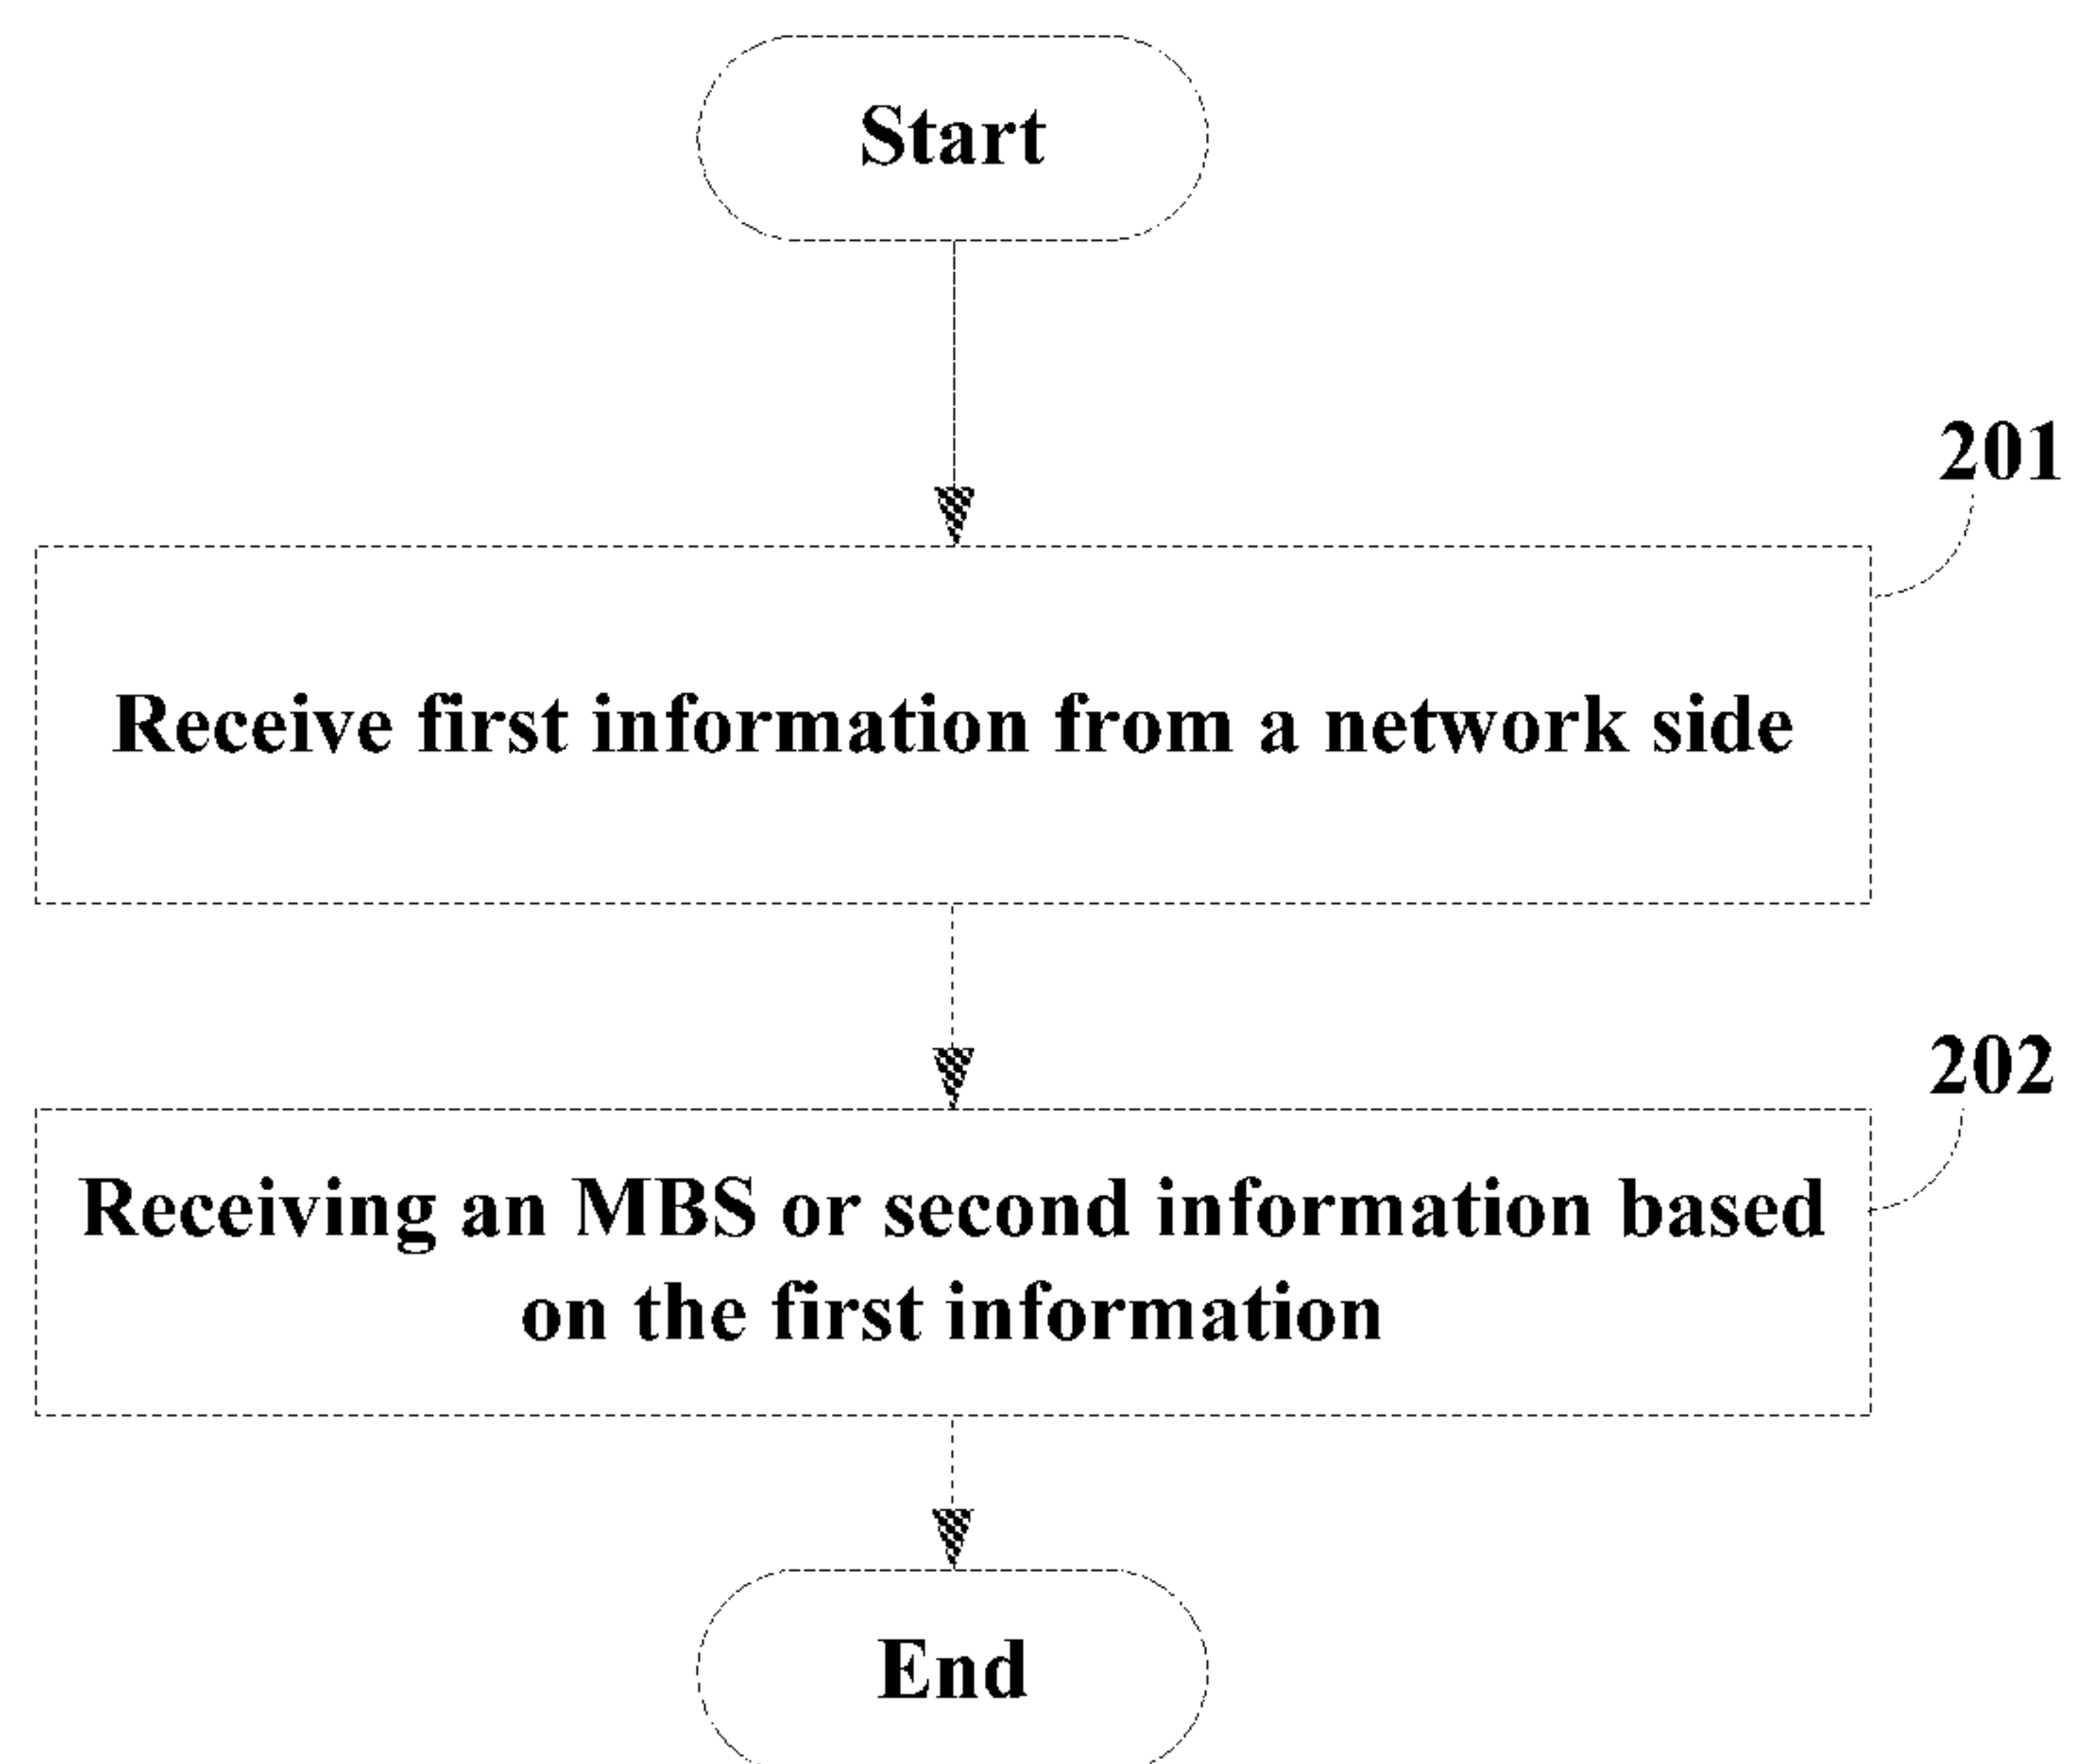 Start
201
Receive first information from a network side
202
Receiving an MBS or second information based
on the first information
End